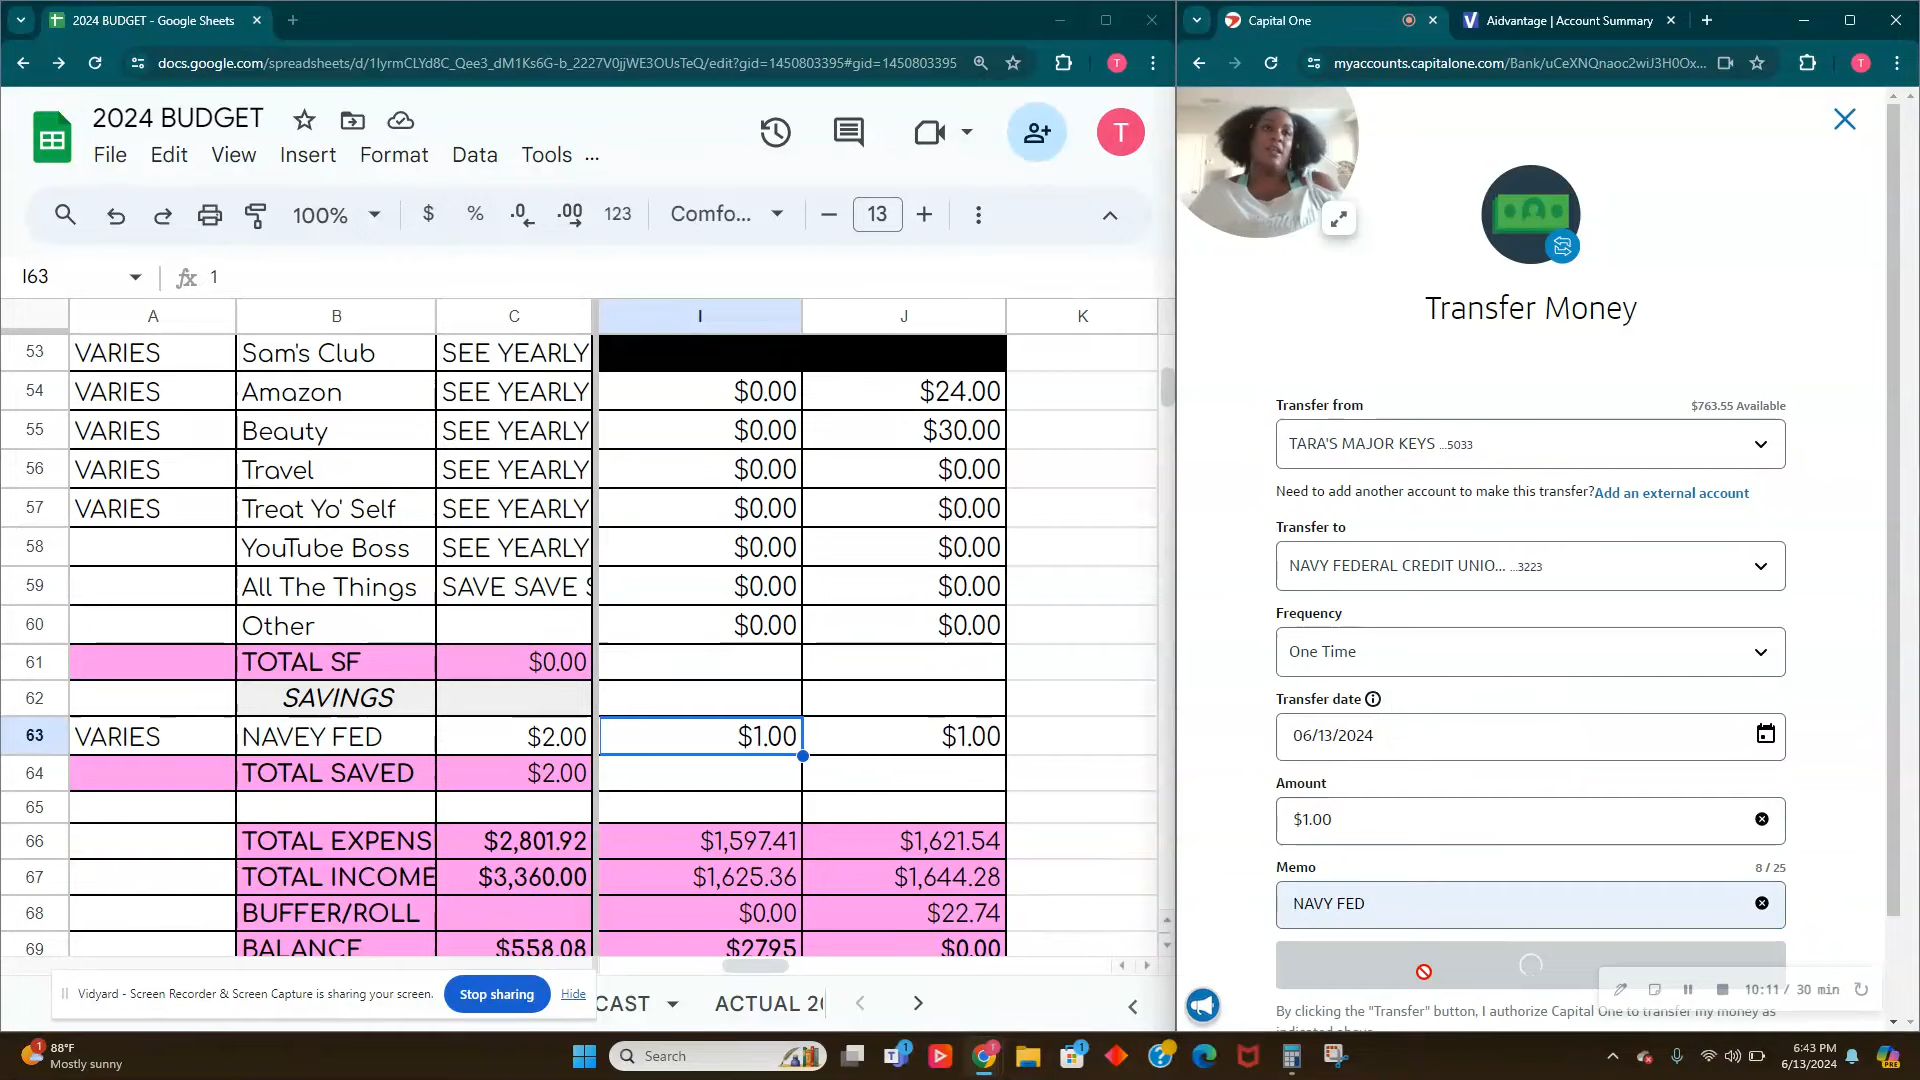 2024 BUDGET - Google Sheets
docs.google.com/spreadsheets/d/1IyrmCLYd8C_Qee3_dM1Ks6G-b_2227V0jjWE3OUsTeQ/edit?gid=1450803395#gid=1450803395
T
2024 BUDGET
File Edit View Insert Format Data Tools ...
T
100% $ % .0 .00 123 Comfo... 13
I63 fx 1
A B C I J K
53 VARIES Sam's Club SEE YEARLY
54 VARIES Amazon SEE YEARLY $0.00 $24.00
55 VARIES Beauty SEE YEARLY $0.00 $30.00
56 VARIES Travel SEE YEARLY $0.00 $0.00
57 VARIES Treat Yo' Self SEE YEARLY $0.00 $0.00
58 YouTube Boss SEE YEARLY $0.00 $0.00
59 All The Things SAVE SAVE $0.00 $0.00
60 Other $0.00 $0.00
61 TOTAL SF $0.00
62 SAVINGS
63 VARIES NAVEY FED $2.00 $1.00 $1.00
64 TOTAL SAVED $2.00
65
66 TOTAL EXPENS $2,801.92 $1,597.41 $1,621.54
67 TOTAL INCOME $3,360.00 $1,625.36 $1,644.28
68 BUFFER/ROLL $0.00 $22.74
69 BALANCE $558.08 $27.95 $0.00
Vidyard - Screen Recorder & Screen Capture is sharing your screen. Stop sharing Hide
CAST ACTUAL
Capital One
Aidvantage | Account Summary
myaccounts.capitalone.com/Bank/uCeXNQnaoc2wiJ3H0Ox...
T
Transfer Money
Transfer from $763.55 Available
TARA'S MAJOR KEYS ...5033
Need to add another account to make this transfer?Add an external account
Transfer to
NAVY FEDERAL CREDIT UNIO... ...3223
Frequency
One Time
Transfer date
06/13/2024
Amount
$1.00
Memo 8 / 25
NAVY FED
10:11 / 30 min
By clicking the "Transfer" button, I authorize Capital One to transfer my money as
indicated above.
1 88°F
Mostly sunny
Search
1
1
6:43 PM
6/13/2024
PRE